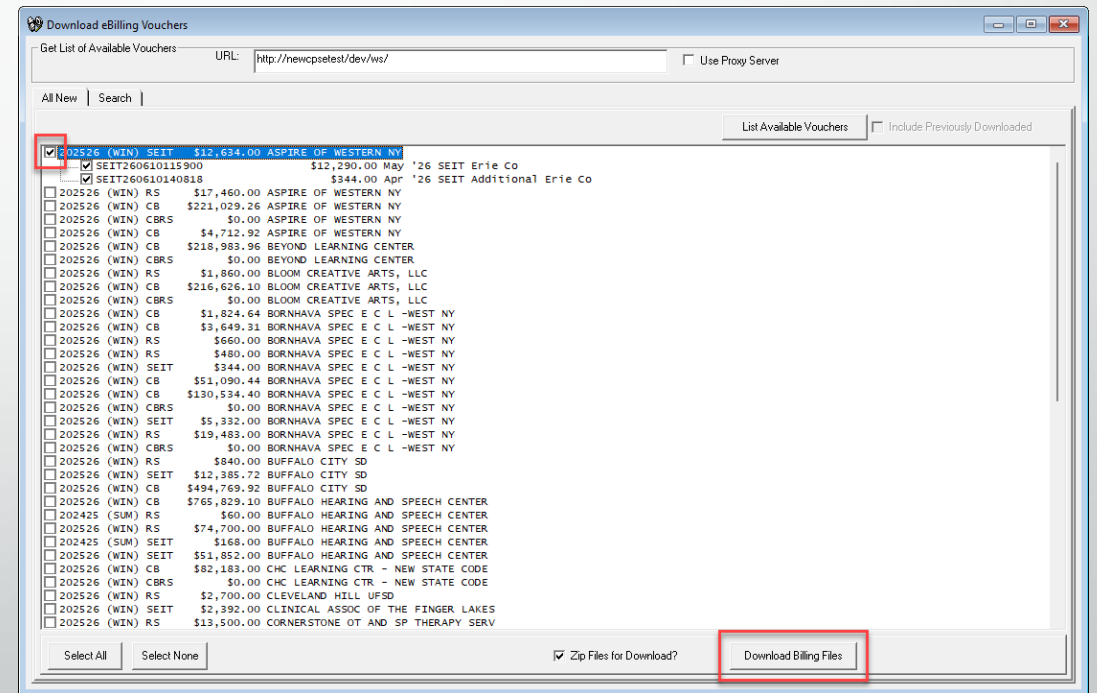 Download eBilling Vouchers
Get List of Available Vouchers
URL: http://newcpsetest/dev/ws/ Use Proxy Server
All New Search
List Available Vouchers Include Previously Downloaded
202526 (WIN) SEIT $12,634.00 ASPIRE OF WESTERN NY
SEIT260610115900 $12,290.00 May '26 SEIT Erie Co
SEIT260610140818 $344.00 Apr '26 SEIT Additional Erie Co
202526 (WIN) RS $17,460.00 ASPIRE OF WESTERN NY
202526 (WIN) CB $221,029.26 ASPIRE OF WESTERN NY
202526 (WIN) CBRS $0.00 ASPIRE OF WESTERN NY
202526 (WIN) CB $4,712.92 ASPIRE OF WESTERN NY
202526 (WIN) CB $218,983.96 BEYOND LEARNING CENTER
202526 (WIN) CBRS $0.00 BEYOND LEARNING CENTER
202526 (WIN) RS $1,860.00 BLOOM CREATIVE ARTS, LLC
202526 (WIN) CB $216,626.10 BLOOM CREATIVE ARTS, LLC
202526 (WIN) CBRS $0.00 BLOOM CREATIVE ARTS, LLC
202526 (WIN) CB $1,824.64 BORNHAVA SPEC E C L -WEST NY
202526 (WIN) CB $3,649.31 BORNHAVA SPEC E C L -WEST NY
202526 (WIN) RS $660.00 BORNHAVA SPEC E C L -WEST NY
202526 (WIN) RS $480.00 BORNHAVA SPEC E C L -WEST NY
202526 (WIN) SEIT $344.00 BORNHAVA SPEC E C L -WEST NY
202526 (WIN) CB $51,090.44 BORNHAVA SPEC E C L -WEST NY
202526 (WIN) CB $130,534.40 BORNHAVA SPEC E C L -WEST NY
202526 (WIN) CBRS $0.00 BORNHAVA SPEC E C L -WEST NY
202526 (WIN) SEIT $5,332.00 BORNHAVA SPEC E C L -WEST NY
202526 (WIN) RS $19,483.00 BORNHAVA SPEC E C L -WEST NY
202526 (WIN) CBRS $0.00 BORNHAVA SPEC E C L -WEST NY
202526 (WIN) RS $840.00 BUFFALO CITY SD
202526 (WIN) SEIT $12,385.72 BUFFALO CITY SD
202526 (WIN) CB $494,769.92 BUFFALO CITY SD
202526 (WIN) CB $765,829.10 BUFFALO HEARING AND SPEECH CENTER
202425 (SUM) RS $60.00 BUFFALO HEARING AND SPEECH CENTER
202526 (WIN) RS $74,700.00 BUFFALO HEARING AND SPEECH CENTER
202425 (SUM) SEIT $168.00 BUFFALO HEARING AND SPEECH CENTER
202526 (WIN) SEIT $51,852.00 BUFFALO HEARING AND SPEECH CENTER
202526 (WIN) CB $82,183.00 CHC LEARNING CTR - NEW STATE CODE
202526 (WIN) CBRS $0.00 CHC LEARNING CTR - NEW STATE CODE
202526 (WIN) RS $2,700.00 CLEVELAND HILL UFSD
202526 (WIN) SEIT $2,392.00 CLINICAL ASSOC OF THE FINGER LAKES
202526 (WIN) RS $13,500.00 CORNERSTONE OT AND SP THERAPY SERV
Select All Select None Zip Files for Download? Download Billing Files